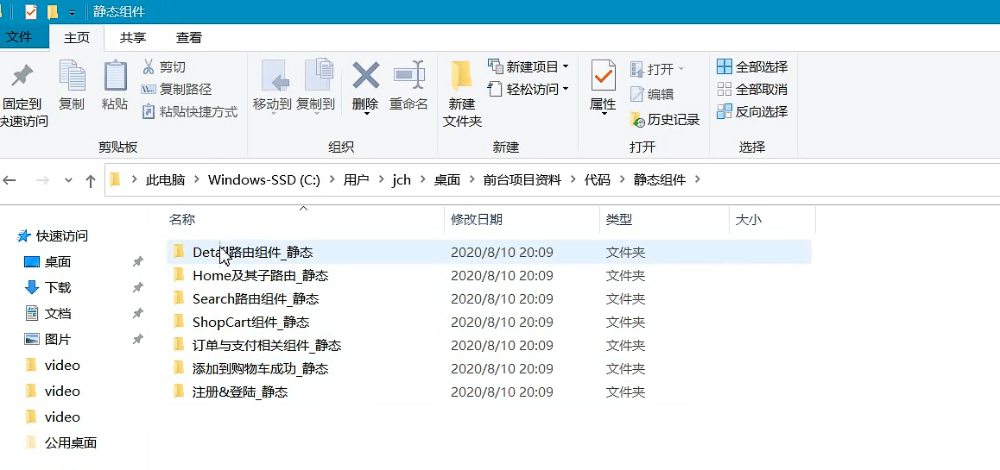 静态组件
文件 主页 共享 查看
固定到快速访问
复制
粘贴
剪切
复制路径
粘贴快捷方式
移动到 复制到
删除 重命名
新建文件夹
新建项目
轻松访问
属性
打开
编辑
历史记录
全部选择
全部取消
反向选择
剪贴板 组织 新建 打开 选择
此电脑 Windows-SSD (C:) 用户 jch 桌面 前台项目资料 代码 静态组件
名称 修改日期 类型 大小
快速访问
桌面
下载
文档
图片
video
video
video
公用桌面
Detail路由组件_静态 2020/8/10 20:09 文件夹
Home及其子路由_静态 2020/8/10 20:09 文件夹
Search路由组件_静态 2020/8/10 20:09 文件夹
ShopCart组件_静态 2020/8/10 20:09 文件夹
订单与支付相关组件_静态 2020/8/10 20:09 文件夹
添加到购物车成功_静态 2020/8/10 20:09 文件夹
注册&登陆_静态 2020/8/10 20:09 文件夹